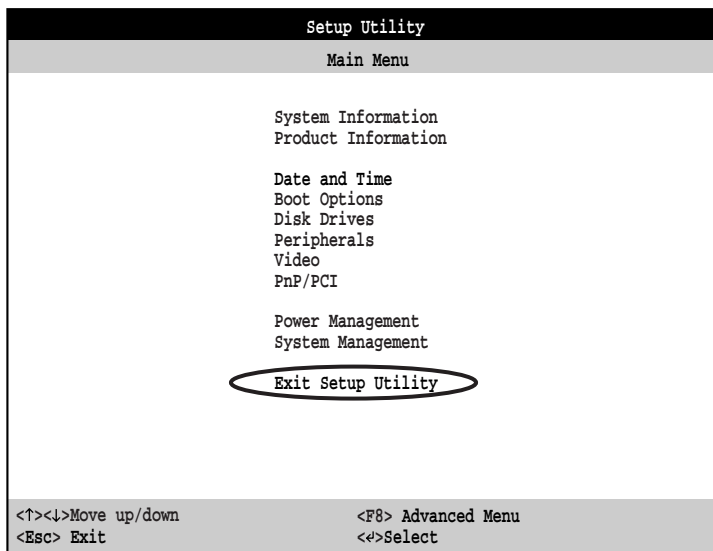 Setup Utility
Main Menu
System Information
Product Information
Date and Time
Boot Options
Disk Drives
Peripherals
Video
PnP/PCI
Power Management
System Management
Exit Setup Utility
<↑><↓>Move up/down
<F8> Advanced Menu
<Esc> Exit
<↵>Select